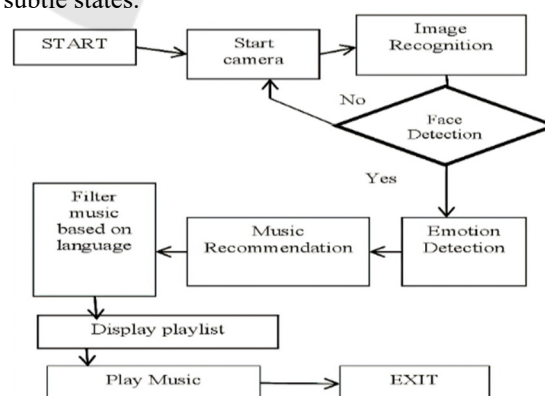 subtle states.
START
Start
camera
Image
Recognition
No
Face
Detection
Yes
Emotion
Detection
Music
Recommendation
Filter
music
based on
language
Display playlist
Play Music
EXIT